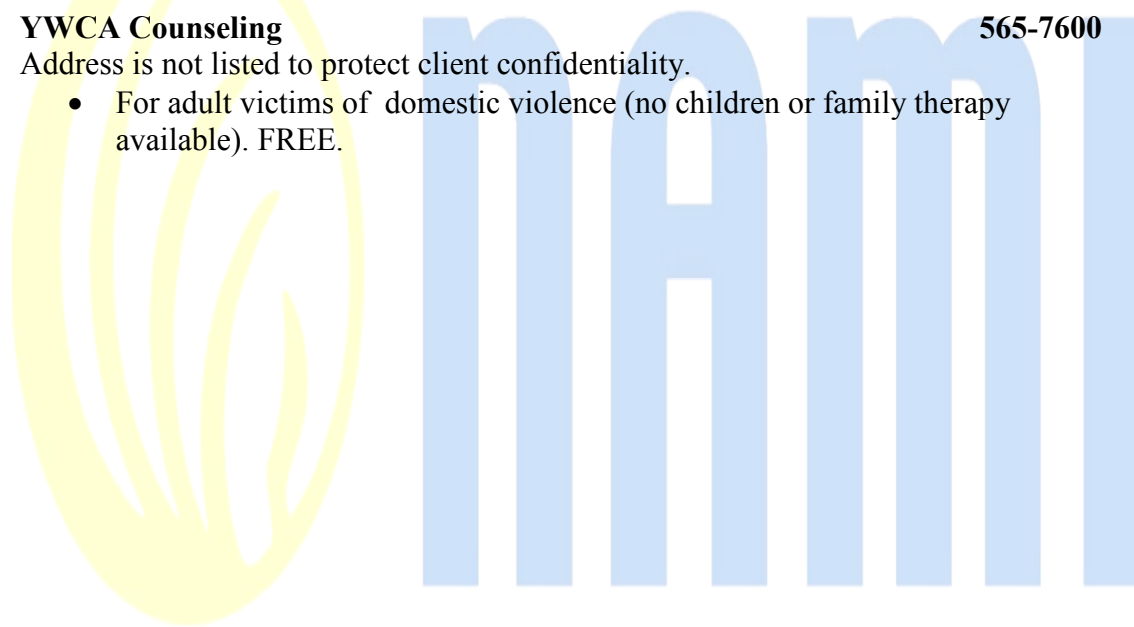 YWCA Counseling 565-7600
Address is not listed to protect client confidentiality.
• For adult victims of domestic violence (no children or family therapy
available). FREE.
nami